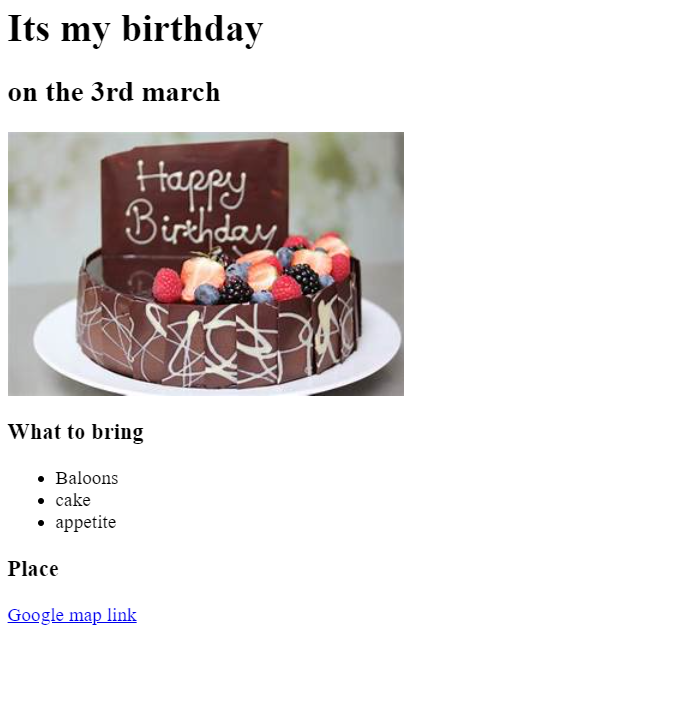 Its my birthday
on the 3rd march
Happy
Birthday
What to bring
Baloons
cake
appetite
Place
Google map link